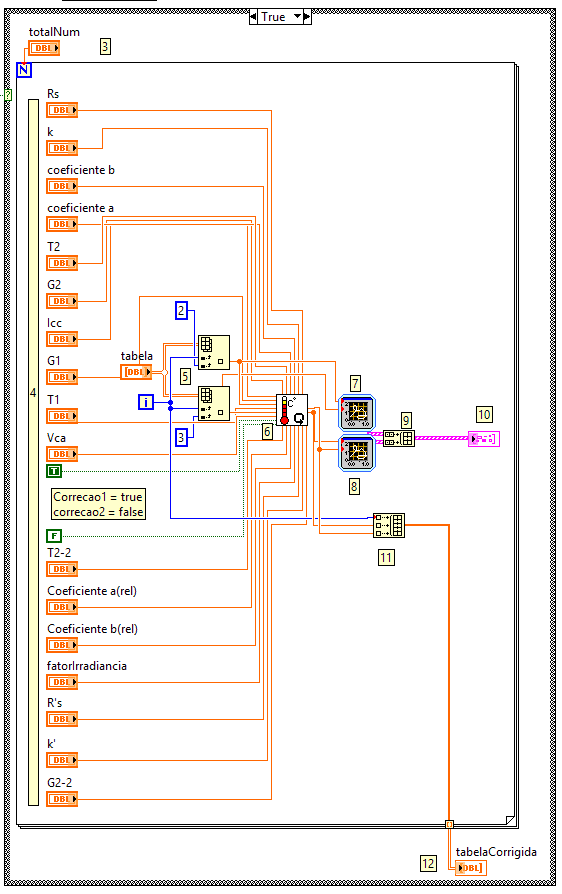 True
totalNum
DBL
3
N
?
Rs
DBL
k
DBL
coeficiente b
DBL
coeficiente a
DBL
T2
DBL
G2
DBL
Icc
DBL
G1
DBL
T1
DBL
Vca
DBL
T
4
Correcao1 = true
correcao2 = false
F
T2-2
DBL
Coeficiente a(rel)
DBL
Coeficiente b(rel)
DBL
fatorIrradiancia
DBL
R's
DBL
k'
DBL
G2-2
DBL
2
tabela
[DBL]
5
i
3
C°
Q
6
7
8
9
10
11
12
tabelaCorrigida
[DBL]